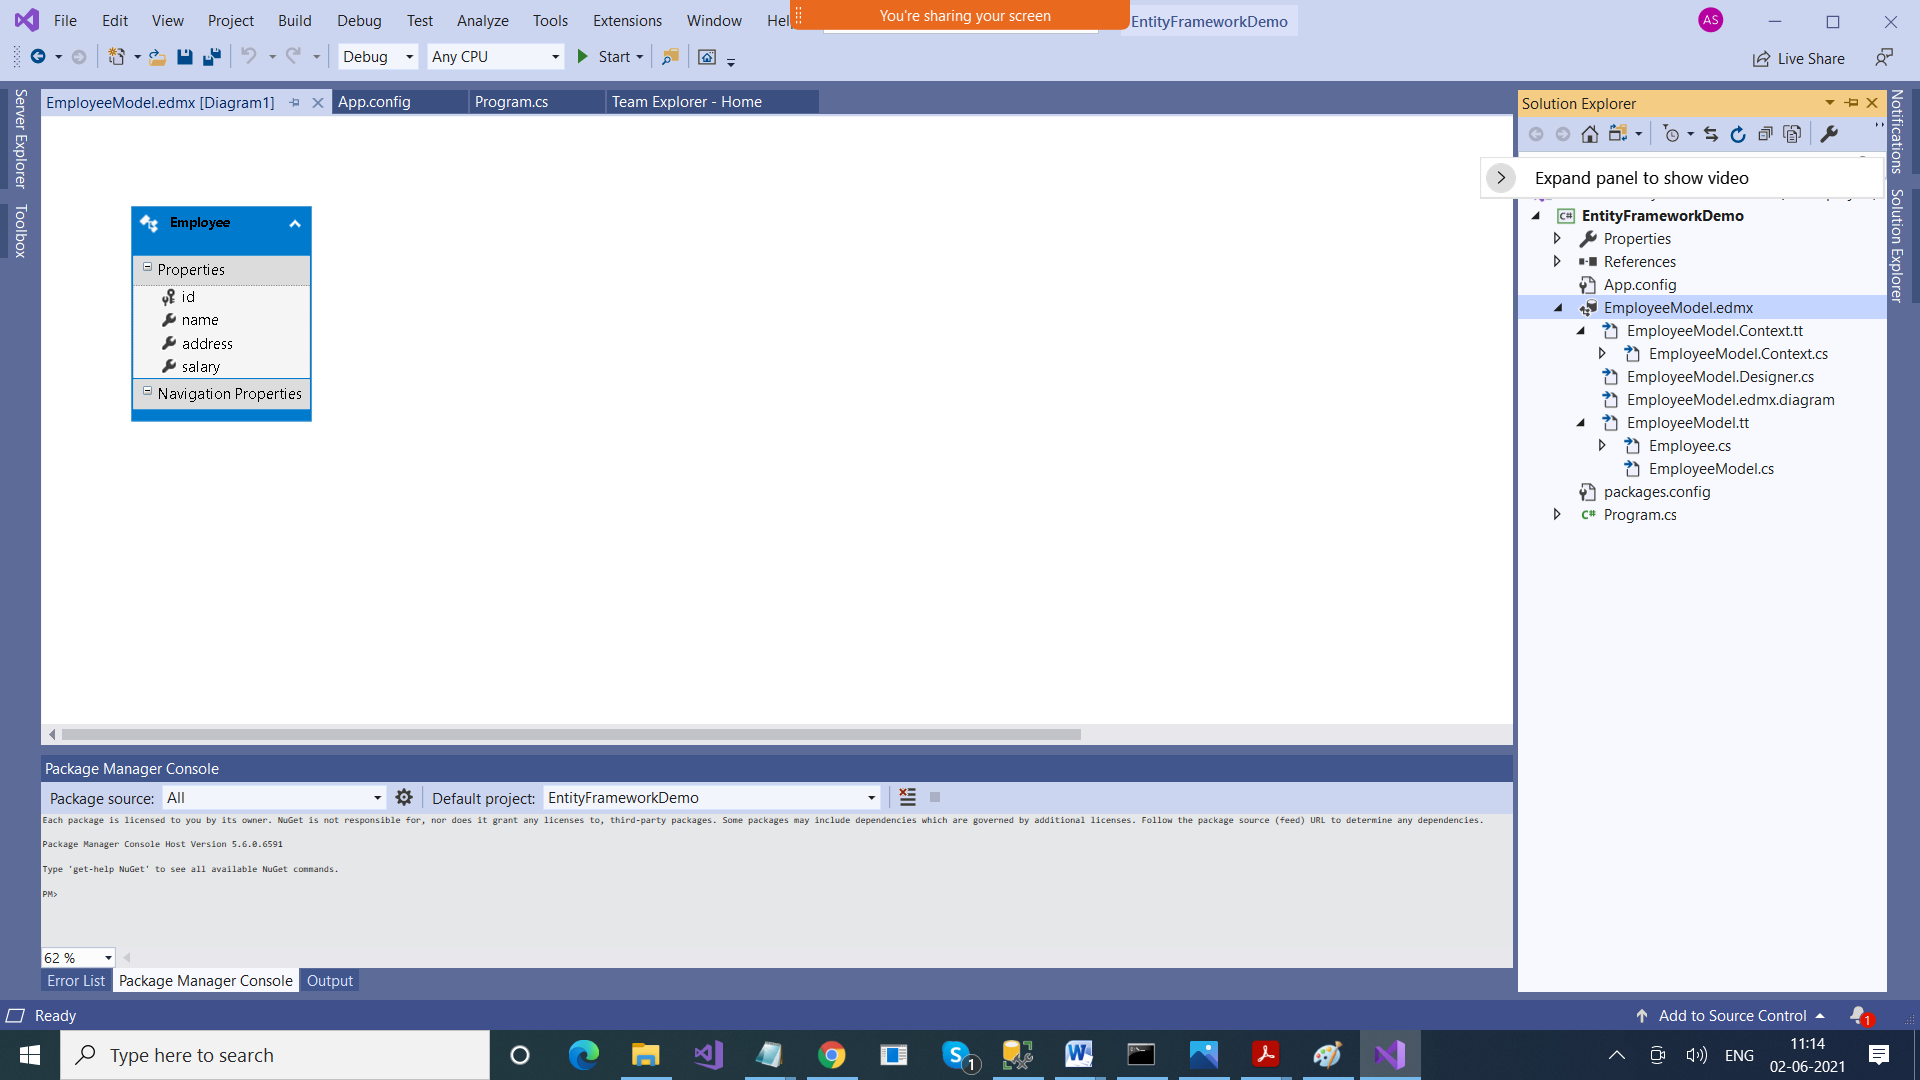 File Edit View Project Build Debug Test Analyze Tools Extensions Window Hel
You're sharing your screen
EntityFrameworkDemo
AS
Debug Any CPU Start
Live Share
Server Explorer
Toolbox
EmployeeModel.edmx [Diagram1] App.config Program.cs Team Explorer - Home
Employee
Properties
id
name
address
salary
Navigation Properties
Solution Explorer
Expand panel to show video
EntityFrameworkDemo
Properties
References
App.config
EmployeeModel.edmx
EmployeeModel.Context.tt
EmployeeModel.Context.cs
EmployeeModel.Designer.cs
EmployeeModel.edmx.diagram
EmployeeModel.tt
Employee.cs
EmployeeModel.cs
packages.config
C# Program.cs
Notifications
Solution Explorer
Package Manager Console
Package source: All Default project: EntityFrameworkDemo
Each package is licensed to you by its owner. NuGet is not responsible for, nor does it grant any licenses to, third-party packages. Some packages may include dependencies which are governed by additional licenses. Follow the package source (feed) URL to determine any dependencies.
Package Manager Console Host Version 5.6.0.6591
Type 'get-help NuGet' to see all available NuGet commands.
PM>
62 %
Error List Package Manager Console Output
Ready
Add to Source Control
1
Type here to search
1
ENG
11:14
02-06-2021